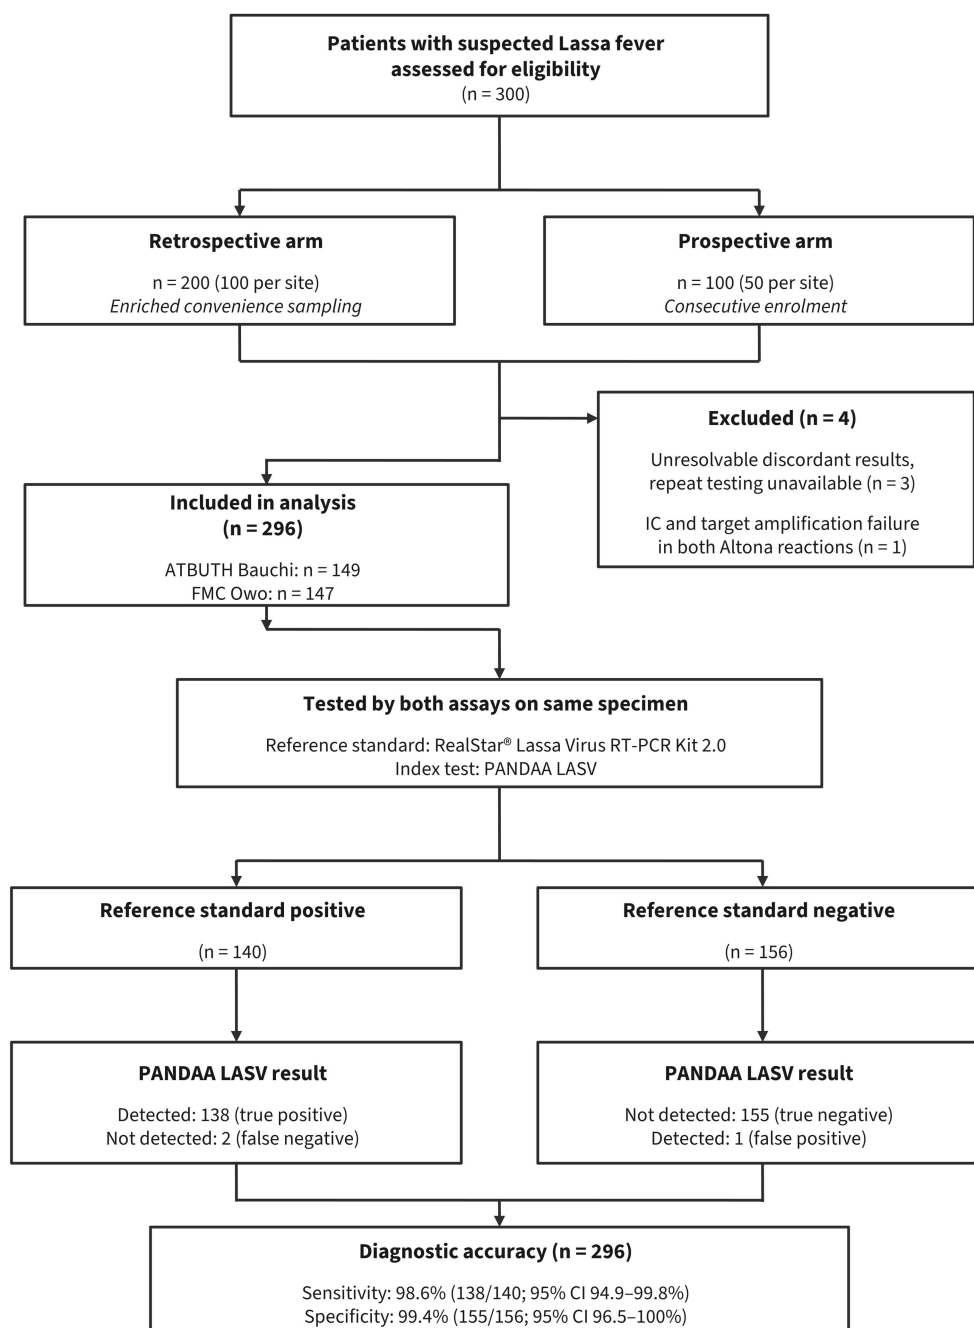 Patients with suspected Lassa fever
assessed for eligibility
(n = 300)
Retrospective arm
n = 200 (100 per site)
Enriched convenience sampling
Prospective arm
n = 100 (50 per site)
Consecutive enrolment
Excluded (n = 4)
Unresolvable discordant results,
repeat testing unavailable (n = 3)
IC and target amplification failure
in both Altona reactions (n = 1)
Included in analysis
(n = 296)
ATBUTH Bauchi: n = 149
FMC Owo: n = 147
Tested by both assays on same specimen
Reference standard: RealStar® Lassa Virus RT-PCR Kit 2.0
Index test: PANDAA LASV
Reference standard positive
(n = 140)
Reference standard negative
(n = 156)
PANDAA LASV result
Detected: 138 (true positive)
Not detected: 2 (false negative)
PANDAA LASV result
Not detected: 155 (true negative)
Detected: 1 (false positive)
Diagnostic accuracy (n = 296)
Sensitivity: 98.6% (138/140; 95% CI 94.9–99.8%)
Specificity: 99.4% (155/156; 95% CI 96.5–100%)